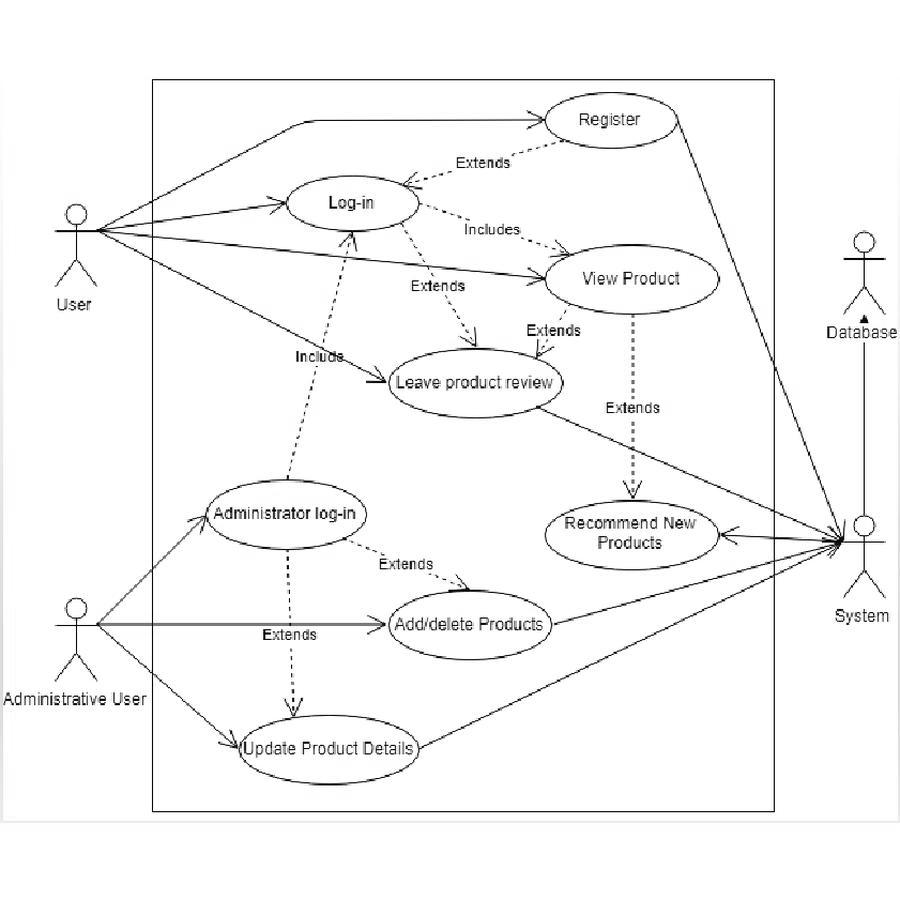 Register
Extends
Log-in
Includes
View Product
User
Extends
Extends
Database
Include
Leave product review
Extends
Administrator log-in
Recommend New
Products
Extends
System
Add/delete Products
Extends
Administrative User
Update Product Details